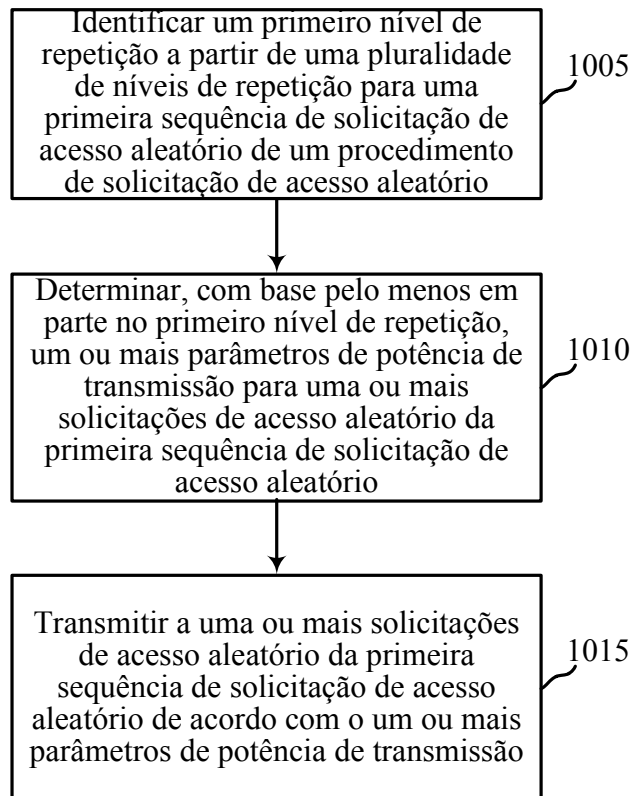 Identificar um primeiro nível de
repetição a partir de uma pluralidade
de níveis de repetição para uma
primeira sequência de solicitação de
acesso aleatório de um procedimento
de solicitação de acesso aleatório
1005
Determinar, com base pelo menos em
parte no primeiro nível de repetição,
um ou mais parâmetros de potência de
transmissão para uma ou mais
solicitações de acesso aleatório da
primeira sequência de solicitação de
acesso aleatório
1010
Transmitir a uma ou mais solicitações
de acesso aleatório da primeira
sequência de solicitação de acesso
aleatório de acordo com o um ou mais
parâmetros de potência de transmissão
1015